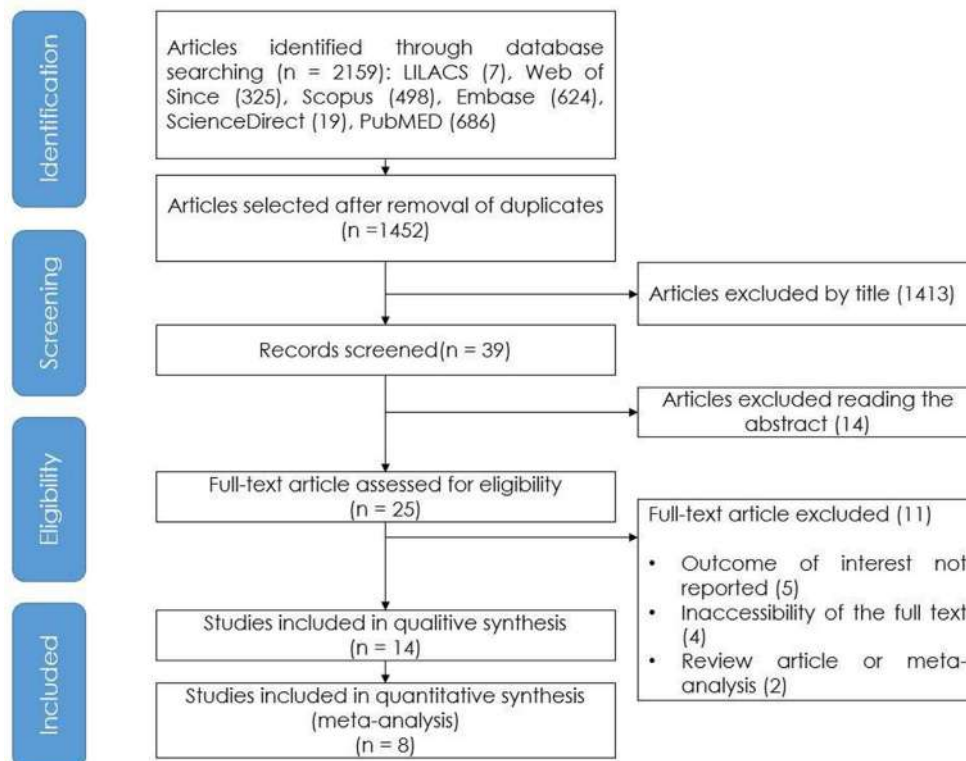 Identification
Articles identified through database
searching (n = 2159): LILACS (7), Web of
Since (325), Scopus (498), Embase (624),
ScienceDirect (19), PubMED (686)
Articles selected after removal of duplicates
(n =1452)
Screening
Articles excluded by title (1413)
Records screened(n = 39)
Articles excluded reading the
abstract (14)
Eligibility
Full-text article assessed for eligibility
(n = 25)
Full-text article excluded (11)
• Outcome of interest not
reported (5)
• Inaccessibility of the full text
(4)
• Review article or meta-
analysis (2)
Included
Studies included in qualitive synthesis
(n = 14)
Studies included in quantitative synthesis
(meta-analysis)
(n = 8)